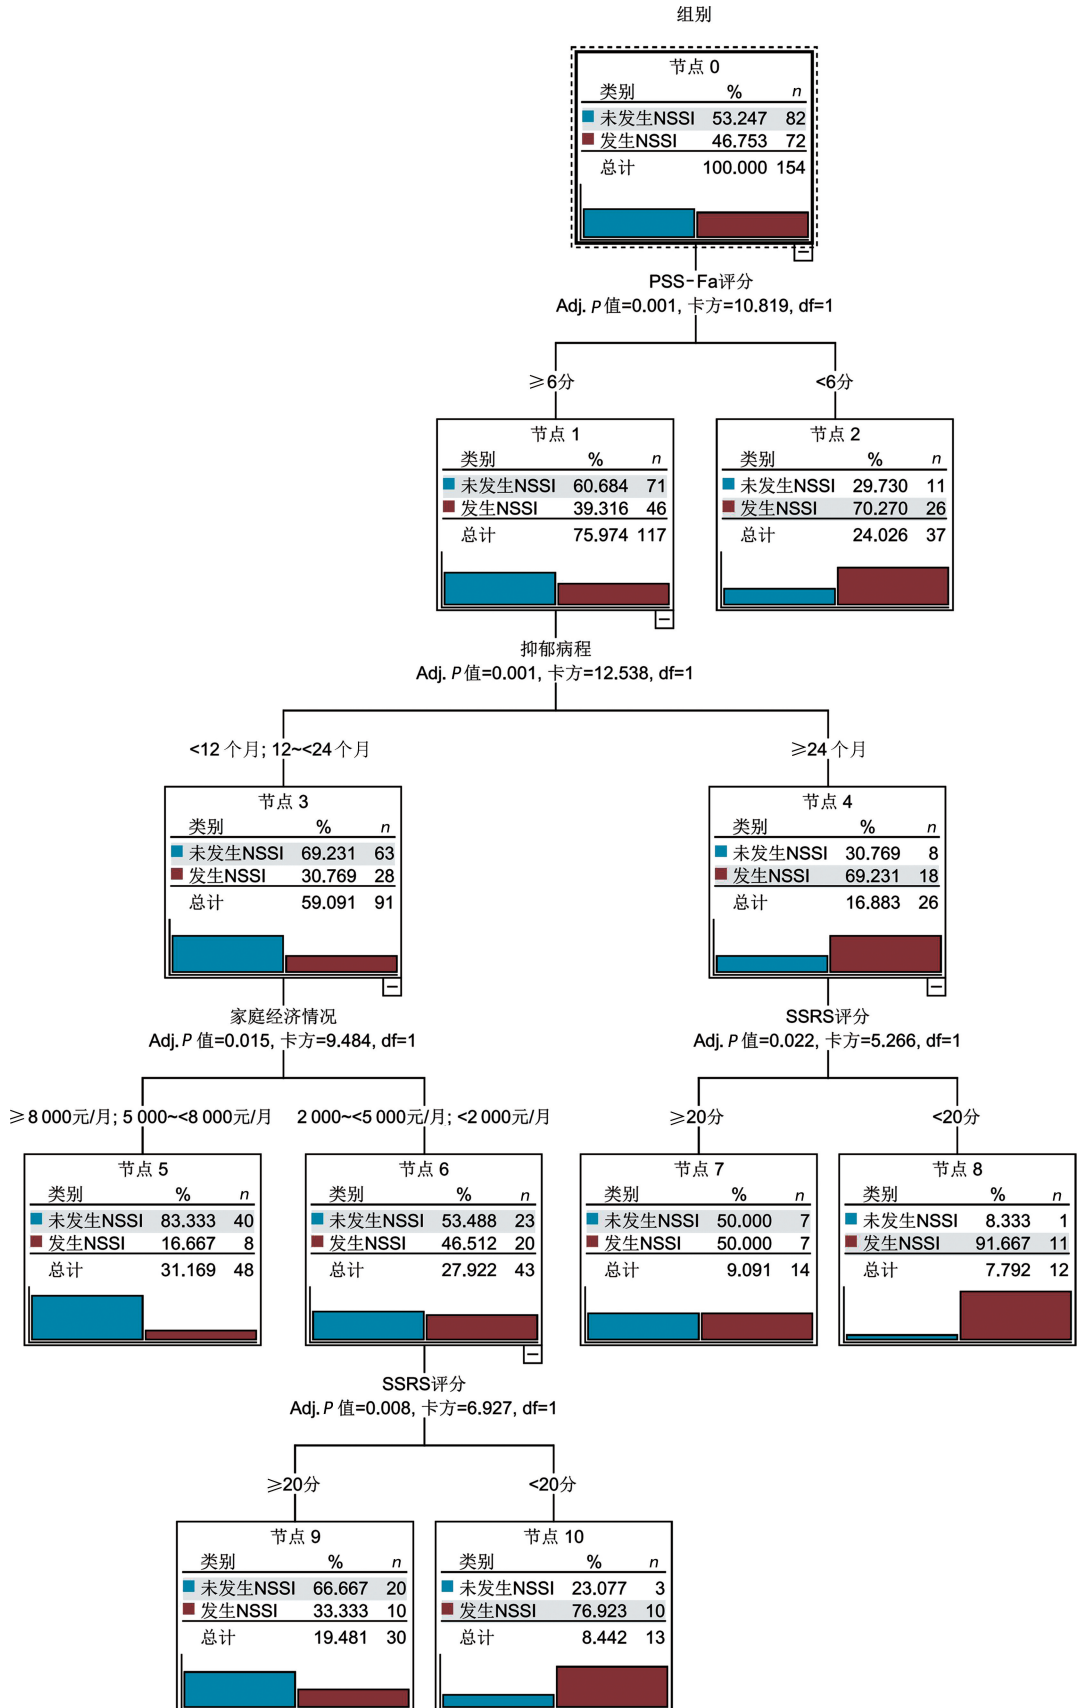 组别
节点 0
类别 % n
未发生NSSI 53.247 82
发生NSSI 46.753 72
总计 100.000 154
PSS-Fa评分
Adj. P 值=0.001, 卡方=10.819, df=1
≥6分
<6分
节点 1
类别 % n
未发生NSSI 60.684 71
发生NSSI 39.316 46
总计 75.974 117
节点 2
类别 % n
未发生NSSI 29.730 11
发生NSSI 70.270 26
总计 24.026 37
抑郁病程
Adj. P 值=0.001, 卡方=12.538, df=1
<12 个月; 12~<24 个月
≥24 个月
节点 3
类别 % n
未发生NSSI 69.231 63
发生NSSI 30.769 28
总计 59.091 91
节点 4
类别 % n
未发生NSSI 30.769 8
发生NSSI 69.231 18
总计 16.883 26
家庭经济情况
Adj. P 值=0.015, 卡方=9.484, df=1
SSRS评分
Adj. P 值=0.022, 卡方=5.266, df=1
≥8 000元/月; 5 000~<8 000元/月
2 000~<5 000元/月; <2 000元/月
≥20分
<20分
节点 5
类别 % n
未发生NSSI 83.333 40
发生NSSI 16.667 8
总计 31.169 48
节点 6
类别 % n
未发生NSSI 53.488 23
发生NSSI 46.512 20
总计 27.922 43
节点 7
类别 % n
未发生NSSI 50.000 7
发生NSSI 50.000 7
总计 9.091 14
节点 8
类别 % n
未发生NSSI 8.333 1
发生NSSI 91.667 11
总计 7.792 12
SSRS评分
Adj. P 值=0.008, 卡方=6.927, df=1
≥20分
<20分
节点 9
类别 % n
未发生NSSI 66.667 20
发生NSSI 33.333 10
总计 19.481 30
节点 10
类别 % n
未发生NSSI 23.077 3
发生NSSI 76.923 10
总计 8.442 13